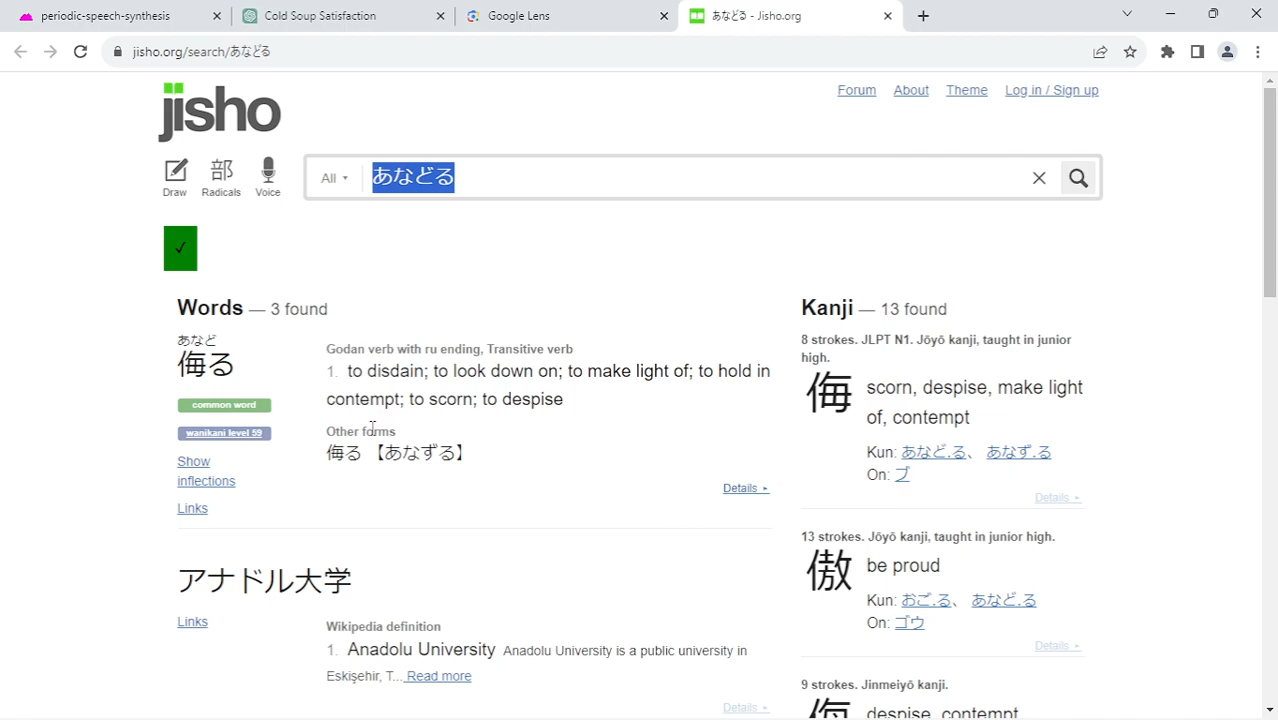 periodic-speech-synthesis
Cold Soup Satisfaction
Google Lens
あなどる - Jisho.org
jisho.org/search/あなどる
Forum
About
Theme
Log in / Sign up
jisho
部
Draw
Radicals
Voice
All
あなどる
✓
Words — 3 found
あなど
侮る
common word
wanikani level 59
Show
inflections
Links
Godan verb with ru ending, Transitive verb
1. to disdain; to look down on; to make light of; to hold in
contempt; to scorn; to despise
Other forms
侮る 【あなずる】
Details ▸
アナドル大学
Links
Wikipedia definition
1. Anadolu University Anadolu University is a public university in
Eskişehir, T... Read more
Details ▸
Kanji — 13 found
8 strokes. JLPT N1. Jōyō kanji, taught in junior
high.
侮
scorn, despise, make light
of, contempt
Kun: あなど.る、 あなず.る
On: ブ
Details ▸
13 strokes. Jōyō kanji, taught in junior high.
傲
be proud
Kun: おご.る、 あなど.る
On: ゴウ
Details ▸
9 strokes. Jinmeiyō kanji.
despise, contempt